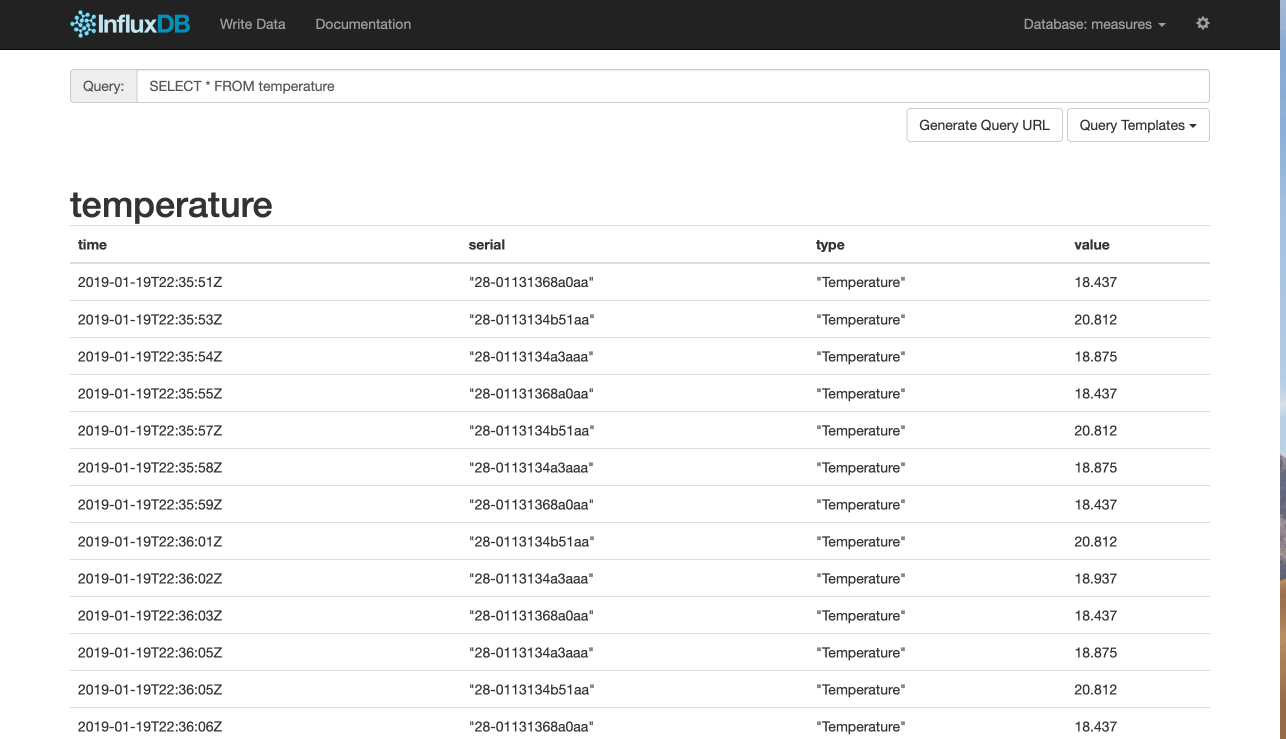 InfluxDB Write Data Documentation Database: measures
Query: SELECT * FROM temperature
Generate Query URL Query Templates
temperature
time serial type value
2019-01-19T22:35:51Z "28-01131368a0aa" "Temperature" 18.437
2019-01-19T22:35:53Z "28-0113134b51aa" "Temperature" 20.812
2019-01-19T22:35:54Z "28-0113134a3aaa" "Temperature" 18.875
2019-01-19T22:35:55Z "28-01131368a0aa" "Temperature" 18.437
2019-01-19T22:35:57Z "28-0113134b51aa" "Temperature" 20.812
2019-01-19T22:35:58Z "28-0113134a3aaa" "Temperature" 18.875
2019-01-19T22:35:59Z "28-01131368a0aa" "Temperature" 18.437
2019-01-19T22:36:01Z "28-0113134b51aa" "Temperature" 20.812
2019-01-19T22:36:02Z "28-0113134a3aaa" "Temperature" 18.937
2019-01-19T22:36:03Z "28-01131368a0aa" "Temperature" 18.437
2019-01-19T22:36:05Z "28-0113134a3aaa" "Temperature" 18.875
2019-01-19T22:36:05Z "28-0113134b51aa" "Temperature" 20.812
2019-01-19T22:36:06Z "28-01131368a0aa" "Temperature" 18.437